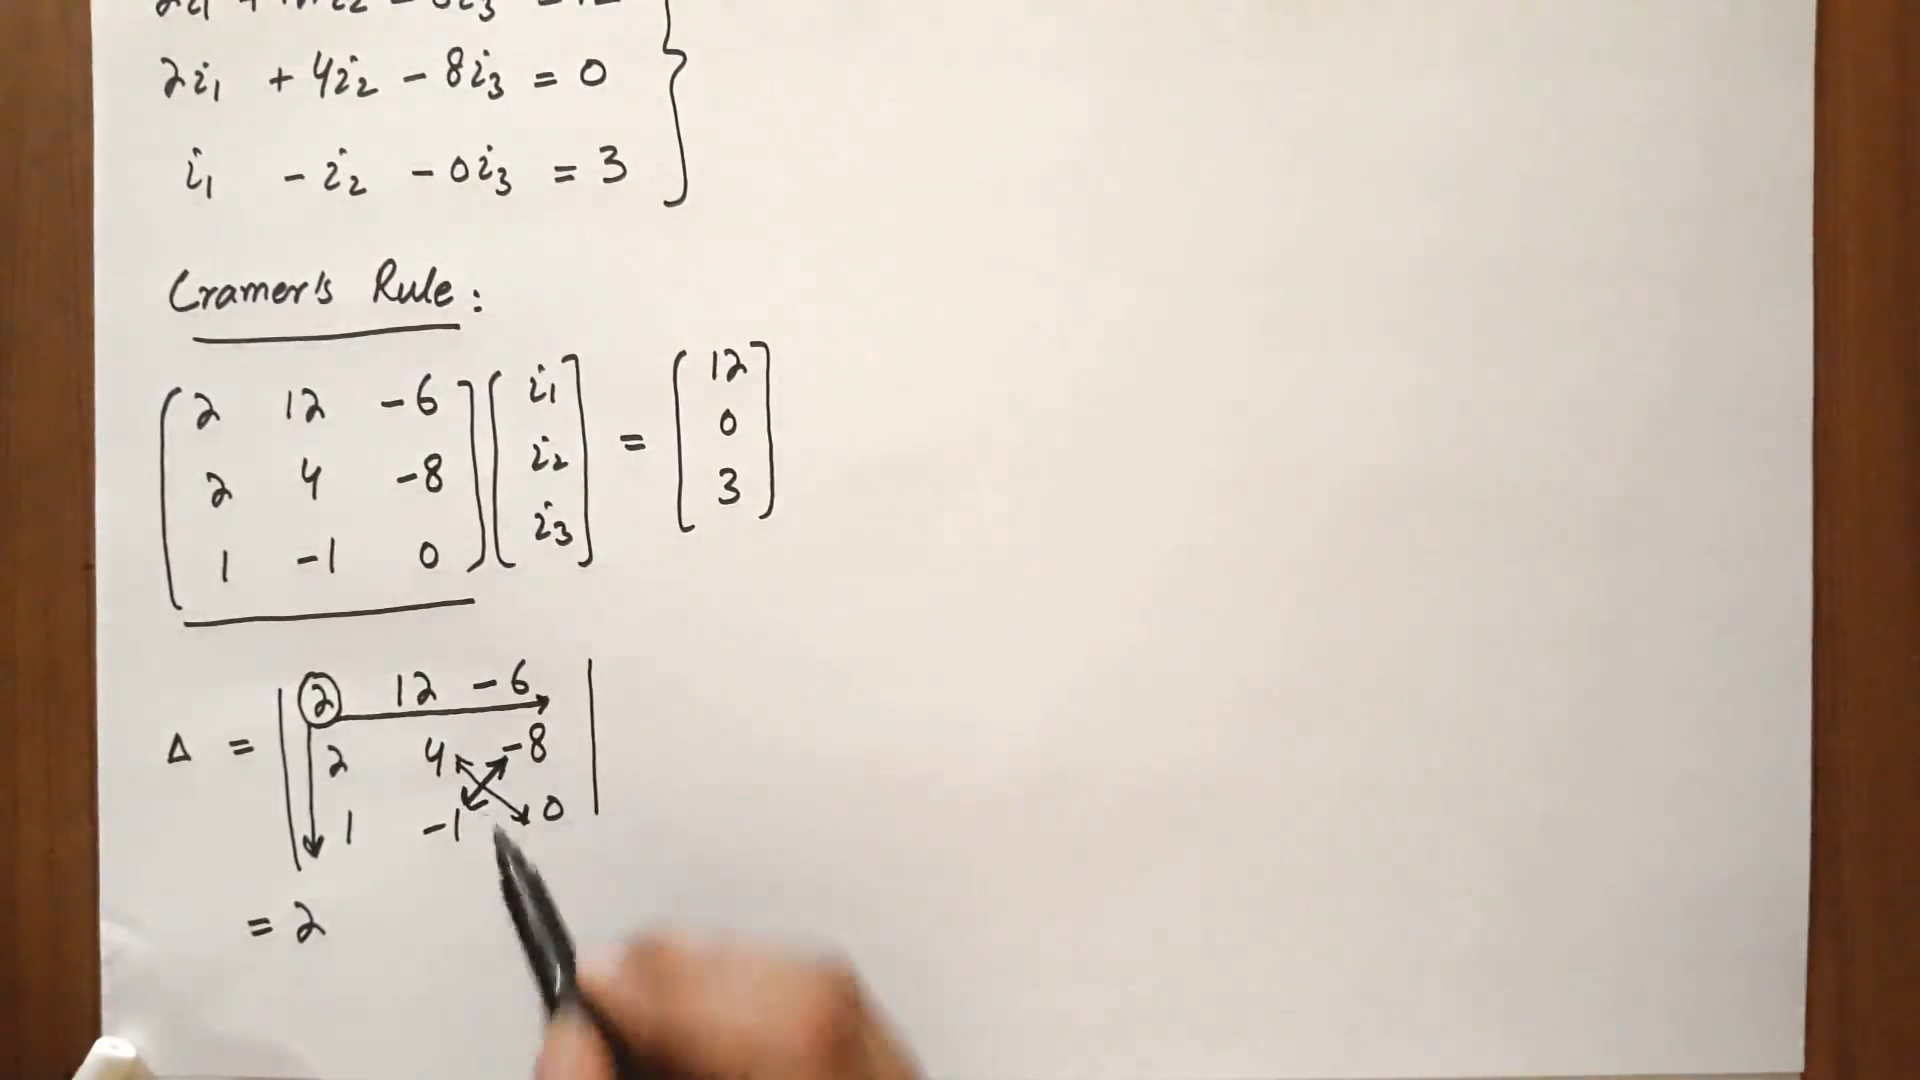 2i₁ + 4i₂ - 8i₃ = 0
i₁ - i₂ - 0i₃ = 3
Cramer's Rule:
[2 12 -6] [i₁] = [12]
[2 4 -8] [i₂] [0]
[1 -1 0] [i₃] [3]
Δ = | 2 12 -6 |
| 2 4 -8 |
| 1 -1 0 |
= 2